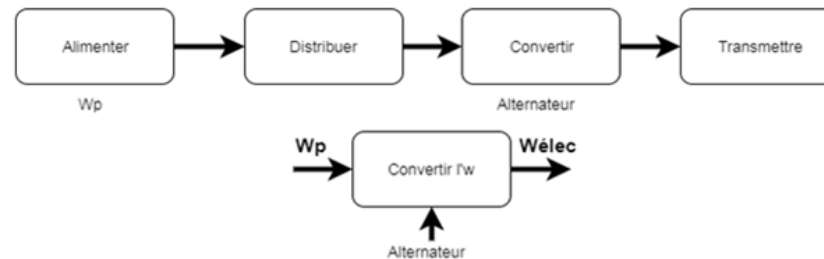 Alimenter Distribuer Convertir Transmettre
Wp Alternateur
Wp Wélec
Convertir l'w
Alternateur